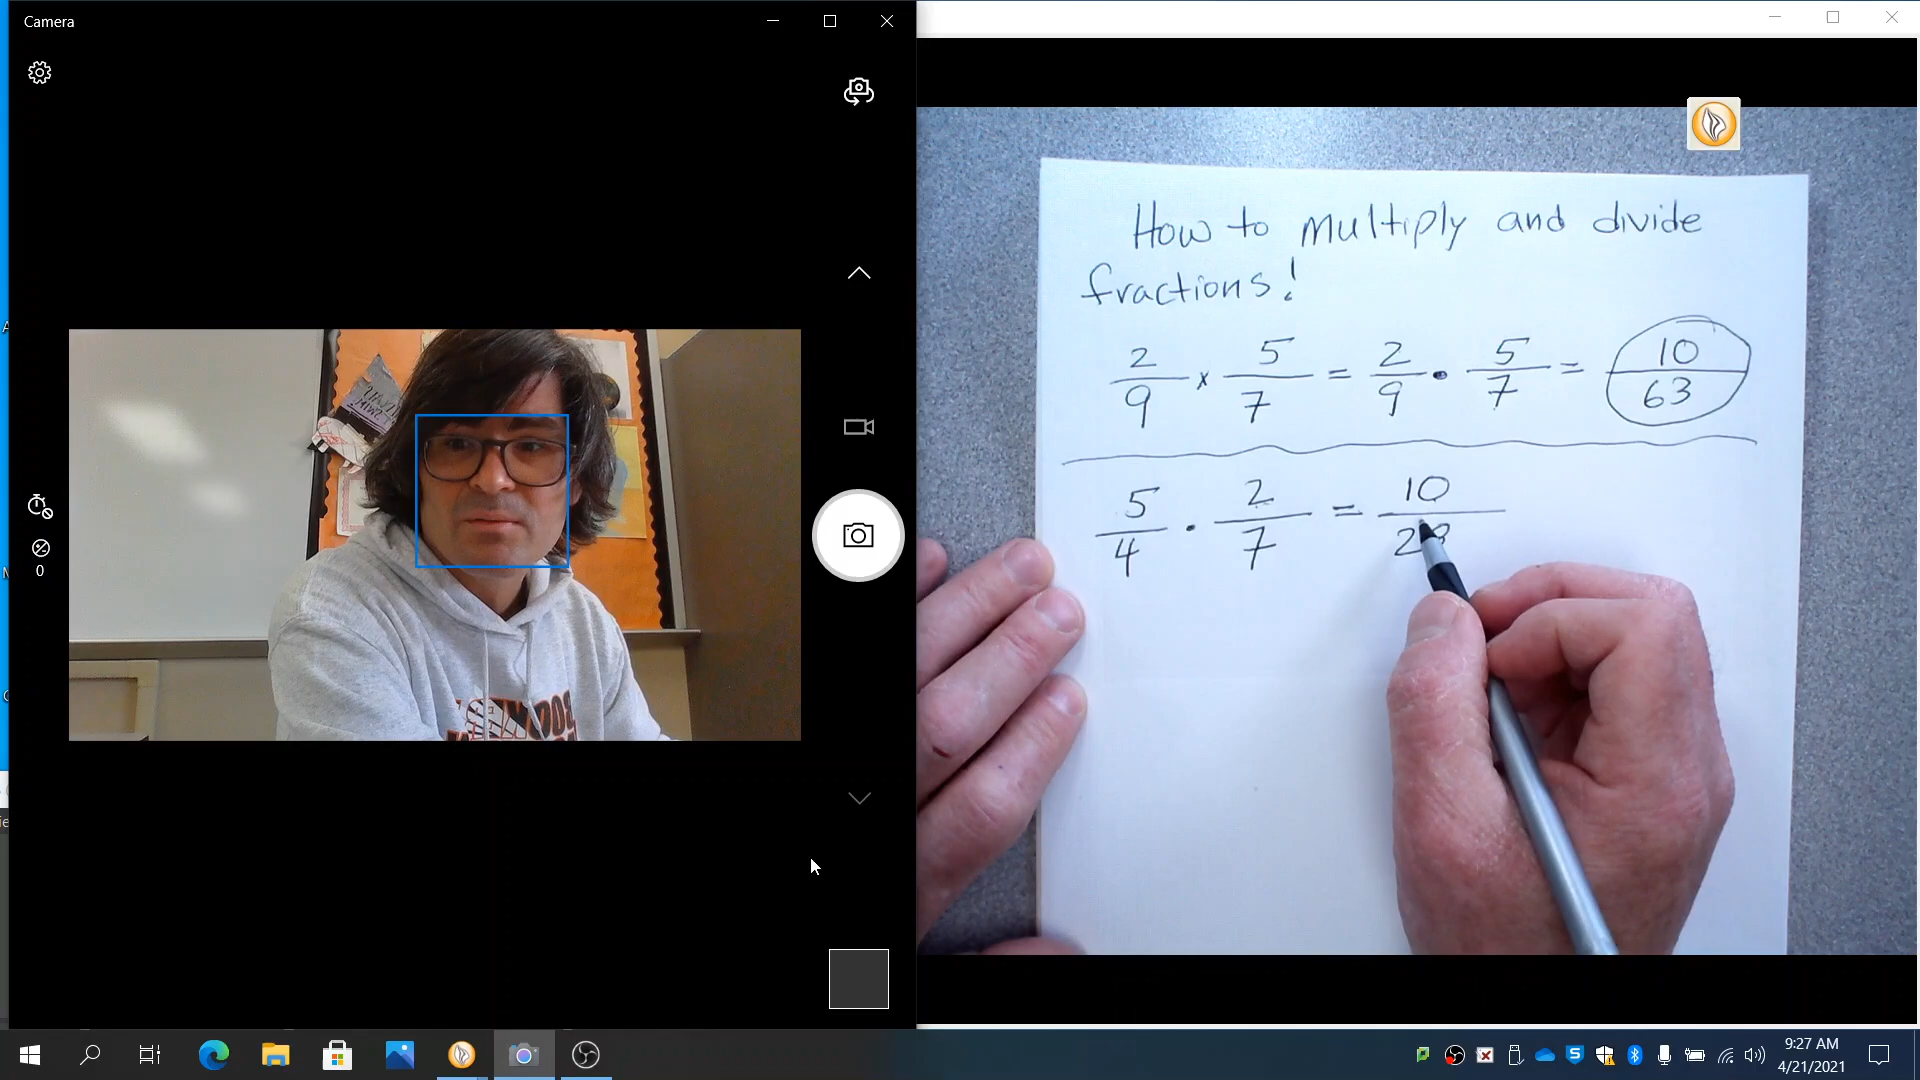 Camera
0
How to multiply and divide
fractions!
2/9 x 5/7 = 2/9 · 5/7 = 10/63
5/4 · 2/7 = 10/28
9:27 AM
4/21/2021